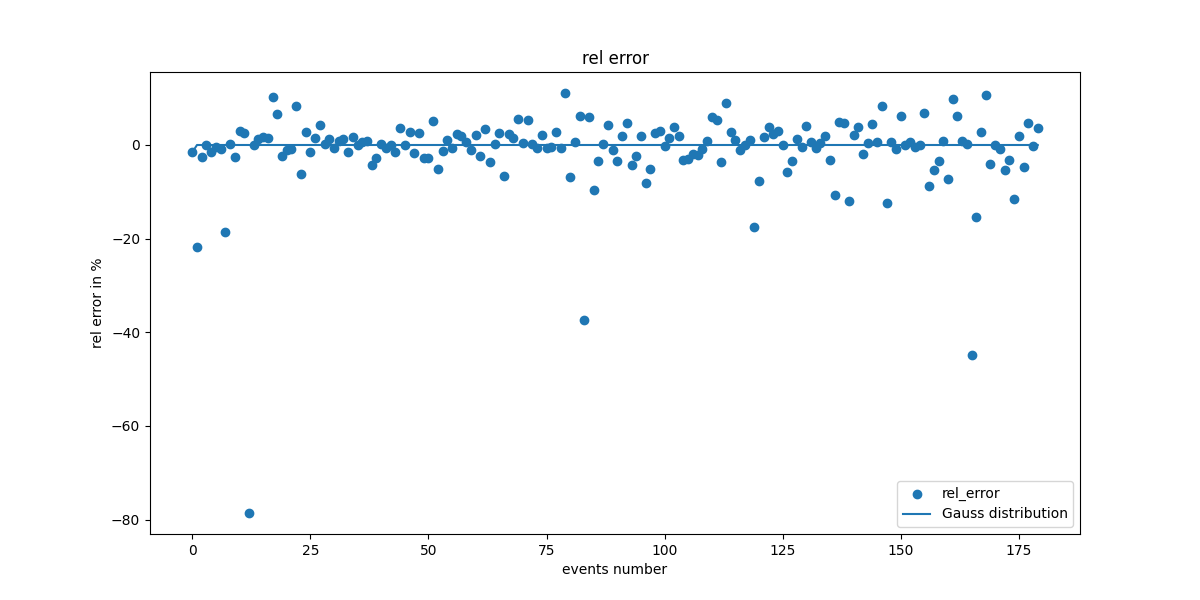 rel error
rel error in %
0
−20
−40
−60
−80
0 25 50 75 100 125 150 175
events number
rel_error
Gauss distribution